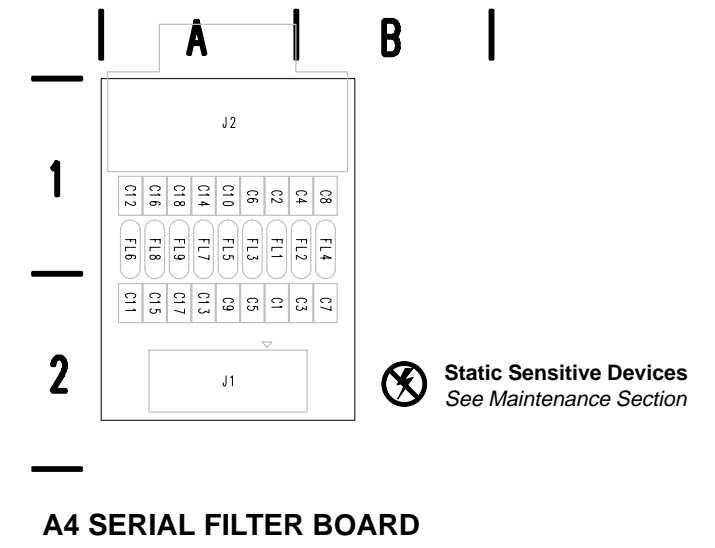 A B
1
J2
C12 C16 C18 C14 C10 C6 C2 C4 C8
FL6 FL8 FL9 FL7 FL5 FL3 FL1 FL2 FL4
C11 C15 C17 C13 C9 C5 C1 C3 C7
2
J1
Static Sensitive Devices
See Maintenance Section
A4 SERIAL FILTER BOARD